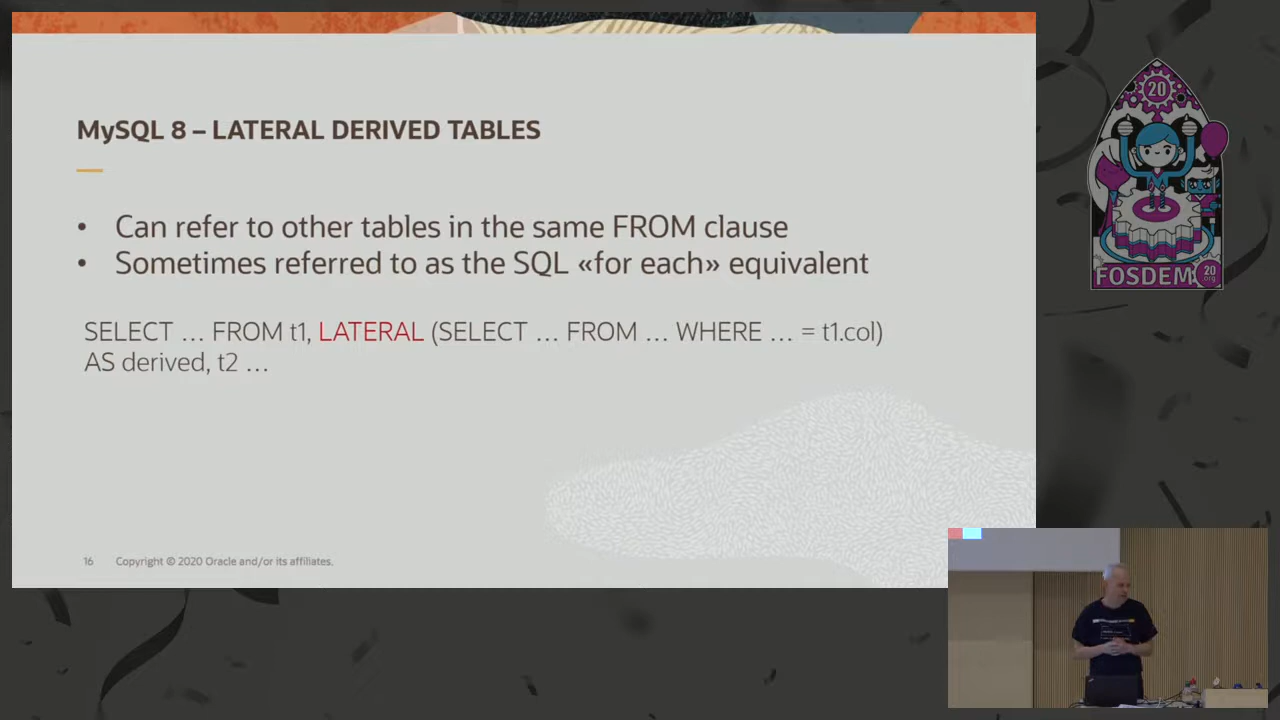 MySQL 8 – LATERAL DERIVED TABLES
• Can refer to other tables in the same FROM clause
• Sometimes referred to as the SQL «for each» equivalent
SELECT … FROM t1, LATERAL (SELECT … FROM … WHERE … = t1.col)
AS derived, t2 …
16 Copyright © 2020 Oracle and/or its affiliates.
20
FOSDEM
20
.org